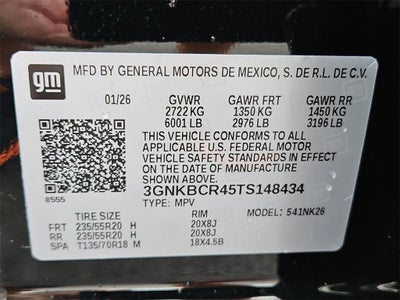 gm
MFD BY GENERAL MOTORS DE MEXICO, S. DE R.L. DE C.V.
01/26 GVWR GAWR FRT GAWR RR
2722 KG 1350 KG 1450 KG
6001 LB 2976 LB 3196 LB
THIS VEHICLE CONFORMS TO ALL
APPLICABLE U.S. FEDERAL MOTOR
VEHICLE SAFETY STANDARDS IN EFFECT ON
THE DATE OF MANUFACTURE SHOWN ABOVE.
3GNKBCR45TS148434
8555 TYPE: MPV MODEL: 541NK26
TIRE SIZE RIM
FRT 235/55R20 H 20X8J
RR 235/55R20 H 20X8J
SPA T135/70R18 M 18X4.5B